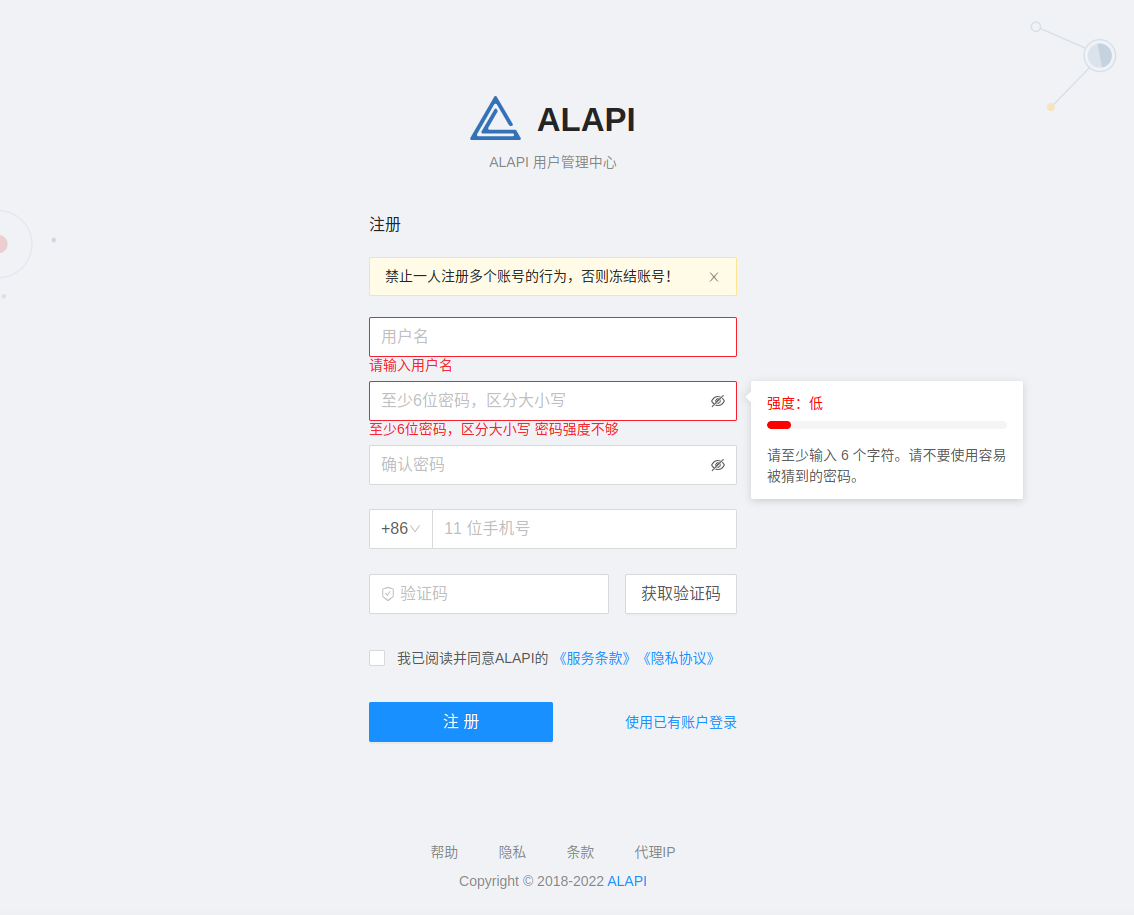 ALAPI
ALAPI 用户管理中心
注册
禁止一人注册多个账号的行为，否则冻结账号！
用户名
请输入用户名
至少6位密码，区分大小写
至少6位密码，区分大小写 密码强度不够
强度：低
请至少输入 6 个字符。请不要使用容易
被猜到的密码。
确认密码
+86 11 位手机号
验证码 获取验证码
我已阅读并同意ALAPI的 《服务条款》 《隐私协议》
注 册 使用已有账户登录
帮助 隐私 条款 代理IP
Copyright © 2018-2022 ALAPI